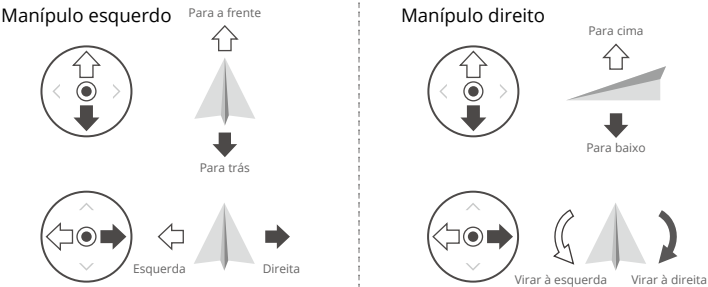 Manípulo esquerdo
Para a frente
Para trás
Esquerda
Direita
Manípulo direito
Para cima
Para baixo
Virar à esquerda
Virar à direita